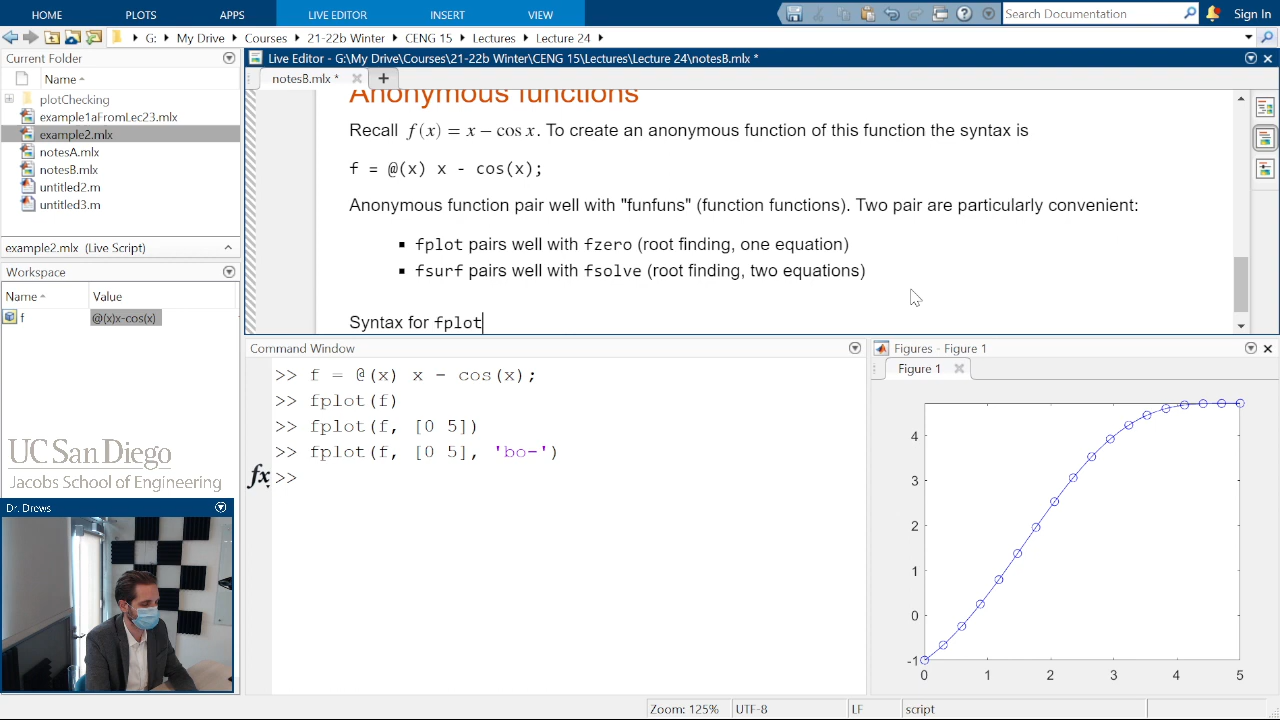 HOME PLOTS APPS LIVE EDITOR INSERT VIEW Search Documentation Sign In
G: ▸ My Drive ▸ Courses ▸ 21-22b Winter ▸ CENG 15 ▸ Lectures ▸ Lecture 24 ▸
Current Folder
Name
plotChecking
example1aFromLec23.mlx
example2.mlx
notesA.mlx
notesB.mlx
untitled2.m
untitled3.m
example2.mlx (Live Script)
Workspace
Name Value
f @(x)x-cos(x)
UC San Diego
Jacobs School of Engineering
Dr. Drews
Live Editor - G:\My Drive\Courses\21-22b Winter\CENG 15\Lectures\Lecture 24\notesB.mlx *
notesB.mlx *
Anonymous functions
Recall f(x) = x − cos x. To create an anonymous function of this function the syntax is
f = @(x) x - cos(x);
Anonymous function pair well with "funfuns" (function functions). Two pair are particularly convenient:
▪ fplot pairs well with fzero (root finding, one equation)
▪ fsurf pairs well with fsolve (root finding, two equations)
Syntax for fplot
Command Window
>> f = @(x) x - cos(x);
>> fplot(f)
>> fplot(f, [0 5])
>> fplot(f, [0 5], 'bo-')
fx >>
Figures - Figure 1
Figure 1
4
3
2
1
0
-1
0 1 2 3 4 5
Zoom: 125% UTF-8 LF script